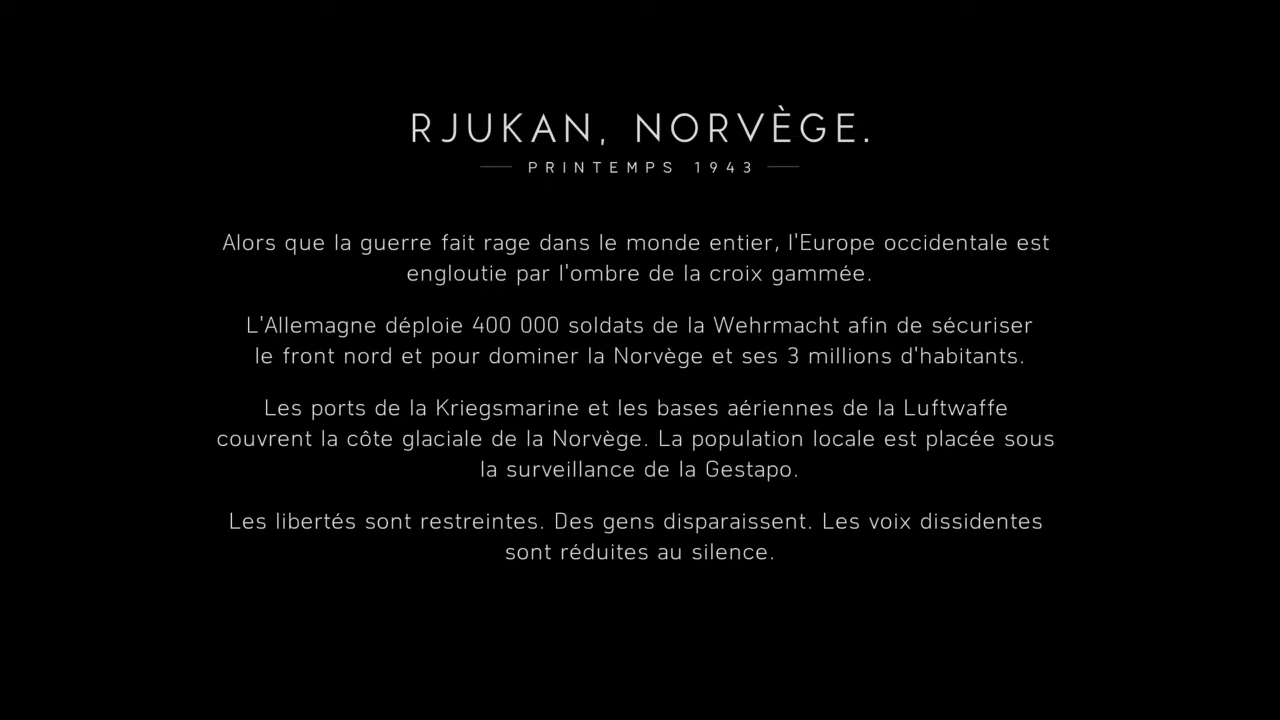 RJUKAN, NORVÈGE.
PRINTEMPS 1943
Alors que la guerre fait rage dans le monde entier, l'Europe occidentale est
engloutie par l'ombre de la croix gammée.
L'Allemagne déploie 400 000 soldats de la Wehrmacht afin de sécuriser
le front nord et pour dominer la Norvège et ses 3 millions d'habitants.
Les ports de la Kriegsmarine et les bases aériennes de la Luftwaffe
couvrent la côte glaciale de la Norvège. La population locale est placée sous
la surveillance de la Gestapo.
Les libertés sont restreintes. Des gens disparaissent. Les voix dissidentes
sont réduites au silence.